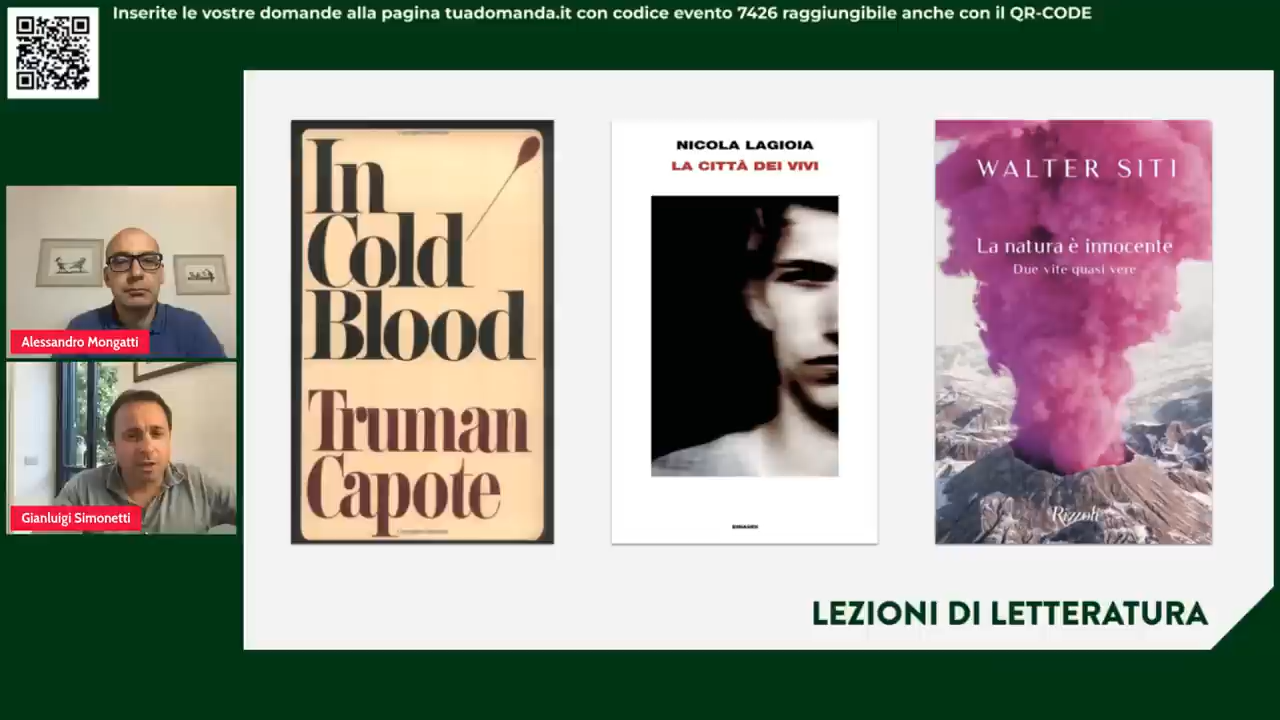 Inserite le vostre domande alla pagina tuadomanda.it con codice evento 7426 raggiungibile anche con il QR-CODE
Alessandro Mongatti
Gianluigi Simonetti
In
Cold
Blood
Truman
Capote
NICOLA LAGIOIA
LA CITTÀ DEI VIVI
EINAUDI
WALTER SITI
La natura è innocente
Due vite quasi vere
Rizzoli
LEZIONI DI LETTERATURA